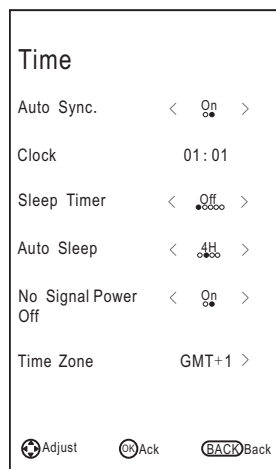 Time
Auto Sync. < On >
Clock 01:01
Sleep Timer < Off >
Auto Sleep < 4H >
No Signal Power < On >
Off
Time Zone GMT+1 >
Adjust OK Ack BACK Back